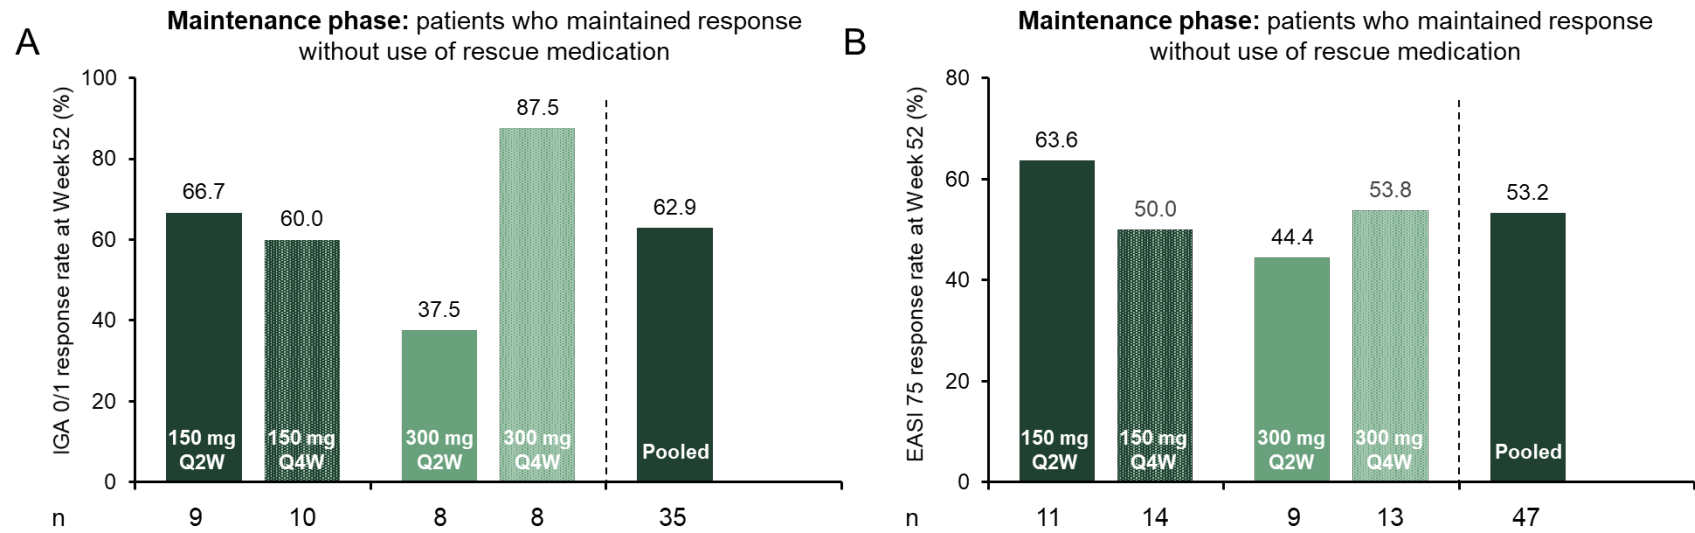 A
Maintenance phase: patients who maintained response
without use of rescue medication
IGA 0/1 response rate at Week 52 (%)
100
80
60
40
20
0
66.7
60.0
37.5
87.5
62.9
150 mg
Q2W
150 mg
Q4W
300 mg
Q2W
300 mg
Q4W
Pooled
n 9 10 8 8 35
B
Maintenance phase: patients who maintained response
without use of rescue medication
EASI 75 response rate at Week 52 (%)
80
60
40
20
0
63.6
50.0
44.4
53.8
53.2
150 mg
Q2W
150 mg
Q4W
300 mg
Q2W
300 mg
Q4W
Pooled
n 11 14 9 13 47